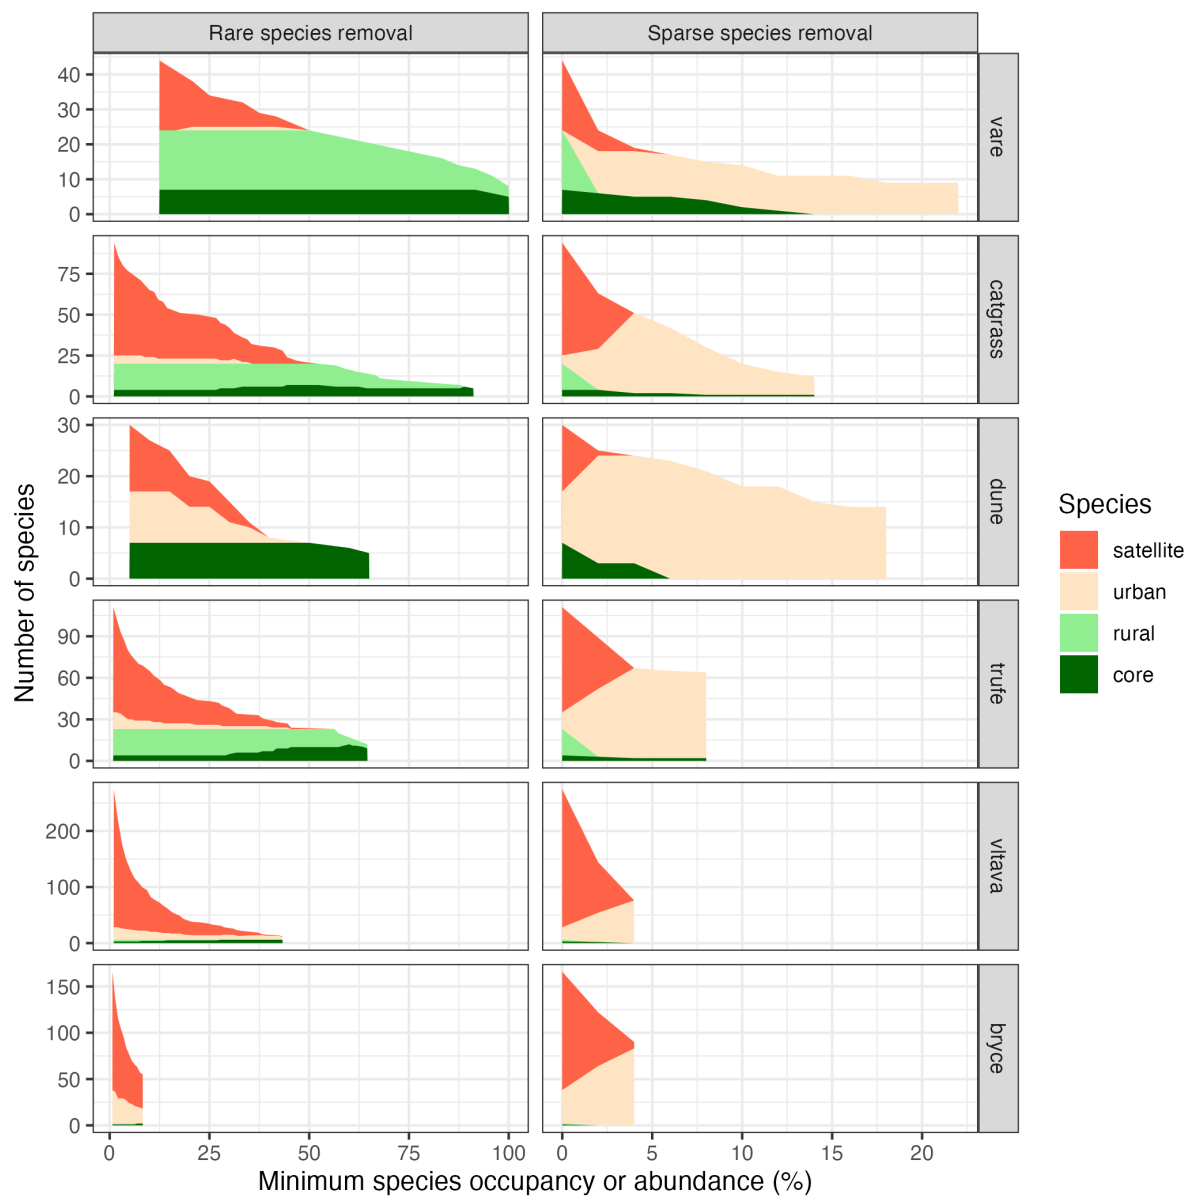 Rare species removal
Sparse species removal
40
30
20
10
0
vare
75
50
25
0
catgrass
30
20
10
0
dune
90
60
30
0
trufe
200
100
0
vltava
150
100
50
0
bryce
0 25 50 75 100
0 5 10 15 20
Minimum species occupancy or abundance (%)
Number of species
Species
satellite
urban
rural
core